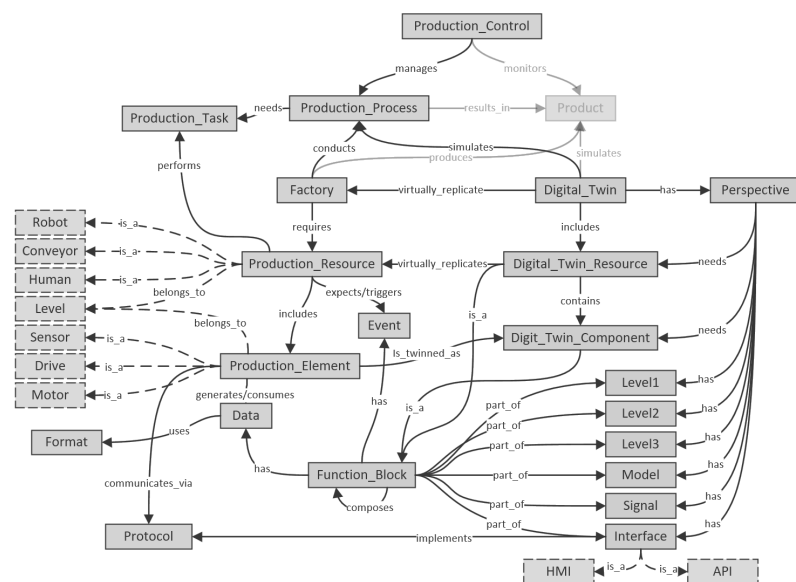 Production_Control
manages
monitors
Production_Task
needs
Production_Process
results_in
Product
conducts
simulates
produces
simulates
performs
Factory
virtually_replicate
Digital_Twin
has
Perspective
Robot
is_a
requires
includes
Conveyor
is_a
Production_Resource
virtually_replicates
Digital_Twin_Resource
needs
Human
is_a
belongs_to
expects/triggers
contains
Level
includes
Event
is_a
belongs_to
needs
Sensor
is_a
Is_twinned_as
Digit_Twin_Component
Drive
is_a
Production_Element
Motor
is_a
generates/consumes
has
is_a
part_of
Level1
has
Format
uses
Data
part_of
Level2
has
part_of
Level3
has
has
Function_Block
part_of
Model
has
communicates_via
composes
part_of
Signal
has
part_of
has
Protocol
implements
Interface
HMI
is_a
is_a
API